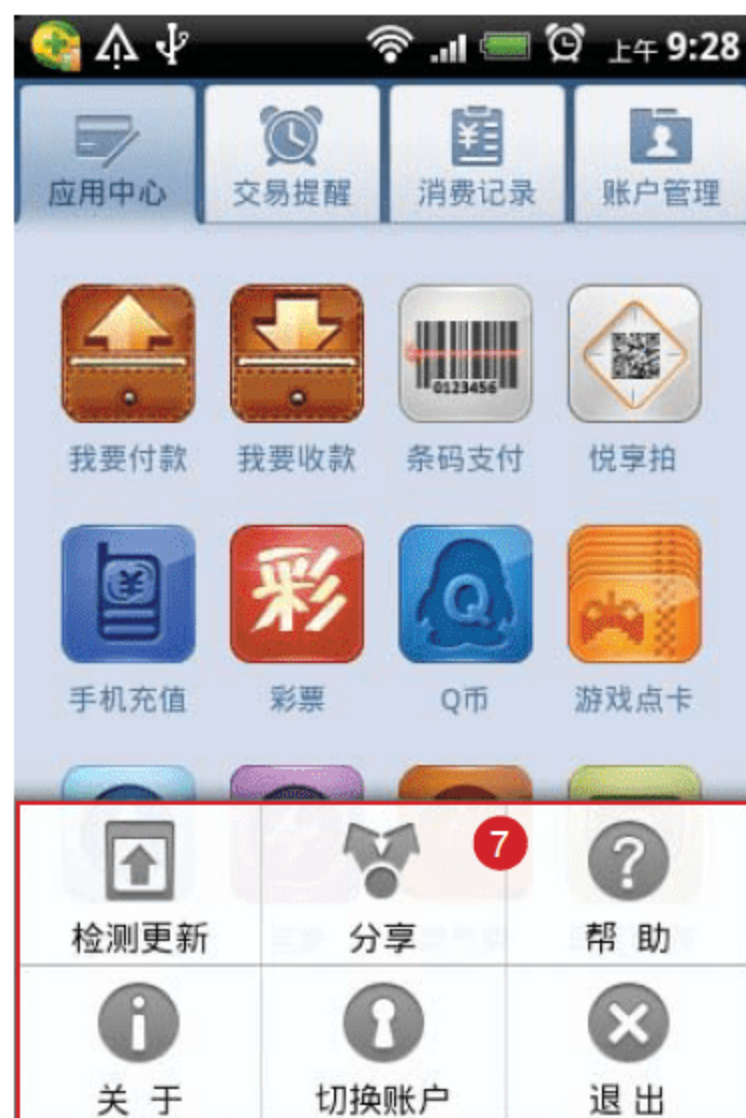 上午 9:28
应用中心 交易提醒 消费记录 账户管理
0123456
我要付款 我要收款 条码支付 悦享拍
彩
Q
手机充值 彩票 Q币 游戏点卡
7
检测更新 分享 帮 助
关 于 切换账户 退 出